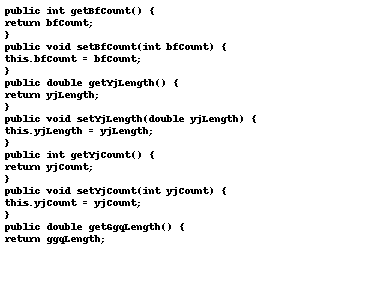 public int getBfCount() {
return bfCount;
}
public void setBfCount(int bfCount) {
this.bfCount = bfCount;
}
public double getYjLength() {
return yjLength;
}
public void setYjLength(double yjLength) {
this.yjLength = yjLength;
}
public int getYjCount() {
return yjCount;
}
public void setYjCount(int yjCount) {
this.yjCount = yjCount;
}
public double getGgqLength() {
return ggqLength;